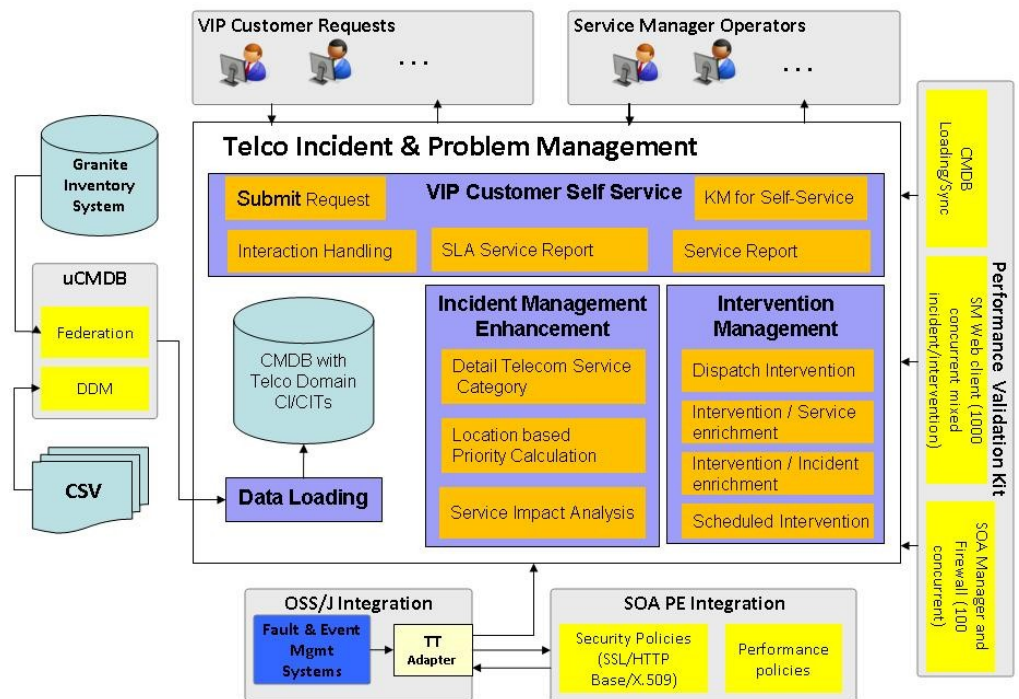 VIP Customer Requests
...
Service Manager Operators
...
Telco Incident & Problem Management
VIP Customer Self Service
Submit Request
KM for Self-Service
Interaction Handling
SLA Service Report
Service Report
Granite
Inventory
System
uCMDB
Federation
DDM
CSV
CMDB with
Telco Domain
CI/CITs
Data Loading
Incident Management
Enhancement
Detail Telecom Service
Category
Location based
Priority Calculation
Service Impact Analysis
Intervention
Management
Dispatch Intervention
Intervention / Service
enrichment
Intervention / Incident
enrichment
Scheduled Intervention
CMDB
Loading/Sync
SM Web client (1000
concurrent mixed
incident/intervention)
SOA Manager and
Firewall (100
concurrent)
Performance Validation Kit
OSS/J Integration
Fault & Event
Mgmt
Systems
TT
Adapter
SOA PE Integration
Security Policies
(SSL/HTTP
Base/X.509)
Performance
policies